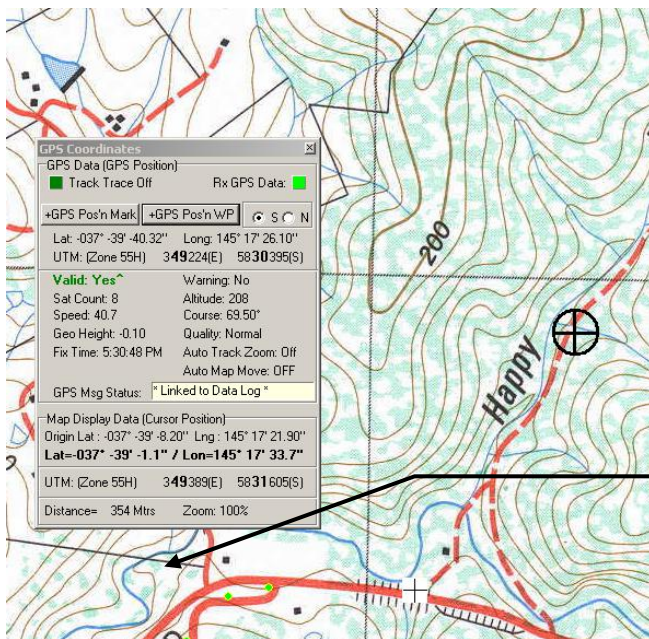 GPS Coordinates
GPS Data (GPS Position)
Track Trace Off Rx GPS Data:
+GPS Pos'n Mark +GPS Pos'n WP S N
Lat: -037° -39' -40.32" Long: 145° 17' 26.10"
UTM: (Zone 55H) 349224(E) 5830395(S)
Valid: Yes^ Warning: No
Sat Count: 8 Altitude: 208
Speed: 40.7 Course: 69.50°
Geo Height: -0.10 Quality: Normal
Fix Time: 5:30:48 PM Auto Track Zoom: Off
Auto Map Move: OFF
GPS Msg Status: * Linked to Data Log *
Map Display Data (Cursor Position)
Origin Lat : -037° -39' -8.20" Lng : 145° 17' 21.90"
Lat=-037° -39' -1.1" / Lon=145° 17' 33.7"
UTM: (Zone 55H) 349389(E) 5831605(S)
Distance= 354 Mtrs Zoom: 100%
200
Happy